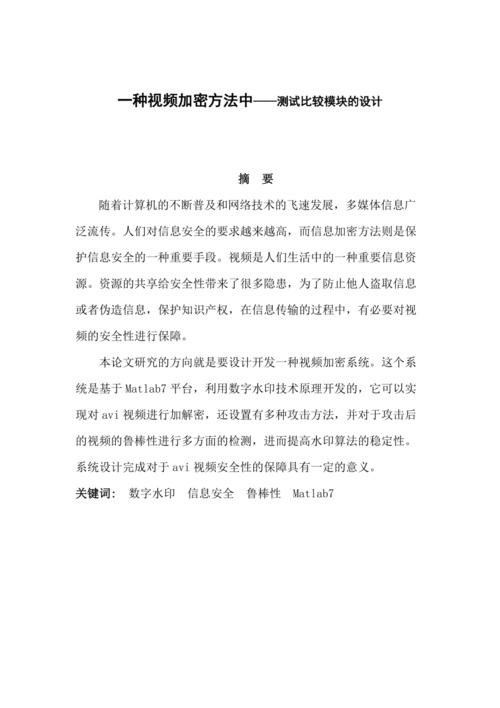 一种视频加密方法中——测试比较模块的设计
摘 要
随着计算机的不断普及和网络技术的飞速发展，多媒体信息广
泛流传。人们对信息安全的要求越来越高，而信息加密方法则是保
护信息安全的一种重要手段。视频是人们生活中的一种重要信息资
源。资源的共享给安全性带来了很多隐患，为了防止他人盗取信息
或者伪造信息，保护知识产权，在信息传输的过程中，有必要对视
频的安全性进行保障。
本论文研究的方向就是要设计开发一种视频加密系统。这个系
统是基于 Matlab7 平台，利用数字水印技术原理开发的，它可以实
现对 avi 视频进行加解密，还设置有多种攻击方法，并对于攻击后
的视频的鲁棒性进行多方面的检测，进而提高水印算法的稳定性。
系统设计完成对于 avi 视频安全性的保障具有一定的意义。
关键词： 数字水印 信息安全 鲁棒性 Matlab7